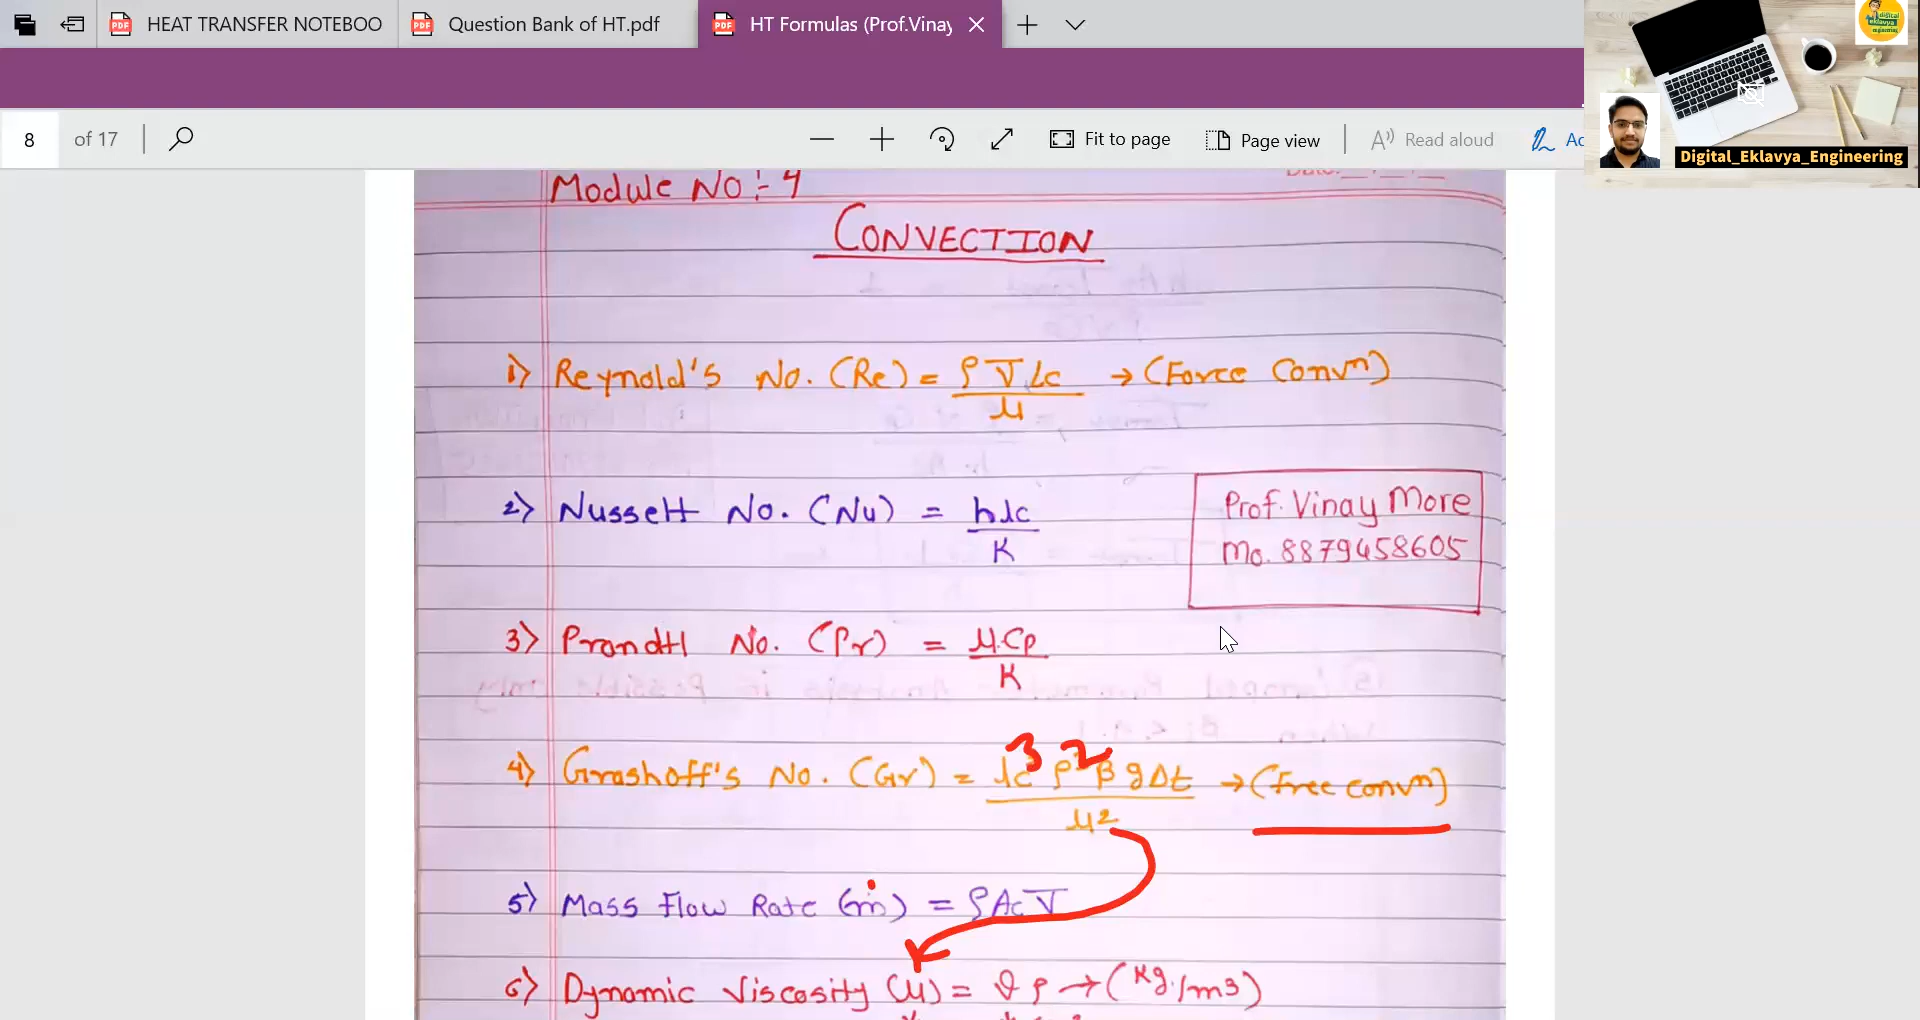 HEAT TRANSFER NOTEBOO
Question Bank of HT.pdf
HT Formulas (Prof.Vinay
8 of 17
Fit to page
Page view
Read aloud
Digital_Eklavya_Engineering
Module No:- 4
CONVECTION
1) Reynold's No. (Re) = ρ V Lc / μ → (Force Convn)
2) Nusselt No. (Nu) = hLc / K
Prof. Vinay More
Mo. 8879458605
3) Prandtl No. (Pr) = μ.Cp / K
4) Grashoff's No. (Gr) = Lc³ ρ² β g Δt / μ² → (Free convn)
5) Mass Flow Rate (ṁ) = ρ Ac V
6) Dynamic Viscosity (μ) = ϑ ρ → (Kg/m3)